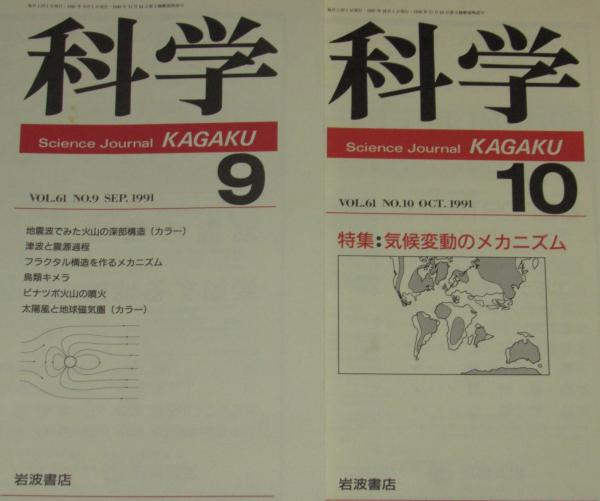 科学
Science Journal KAGAKU
9
VOL.61 NO.9 SEP. 1991
地震波でみた火山の深部構造（カラー）
津波と震源過程
フラクタル構造を作るメカニズム
鳥類キメラ
ピナツボ火山の噴火
太陽風と地球磁気圏（カラー）
岩波書店
科学
Science Journal KAGAKU
10
VOL.61 NO.10 OCT. 1991
特集:気候変動のメカニズム
岩波書店